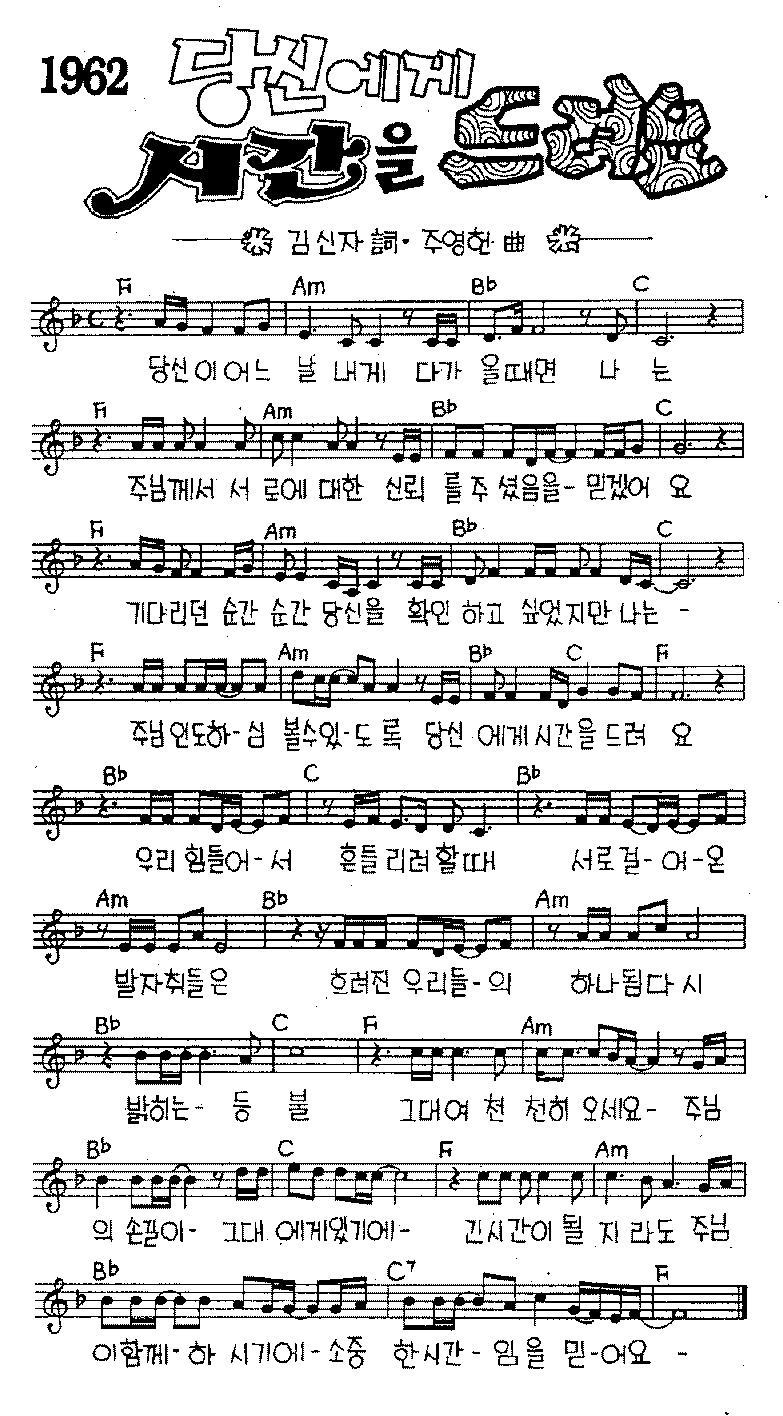 1962 당신에게
시간을 드려요
김신자 詞· 주영헌 曲
F Am Bb C
당신이어느 날 내게 다가 올때면 나 는
F Am Bb C
주님께서 서 로에 대한 신뢰 를주 셨음을- 믿겠어 요
F Am Bb C
기다리던 순간 순간 당신을 확인 하고 싶었지만 나는 -
F Am Bb C F
주님인도하-심 볼수있-도 록 당신 에게시간을 드려 요
Bb C Bb
우리 힘들어-서 흔들리려할때 서로걸-어-온
Am Bb Am
발자취들은 흐려진 우리들-의 하나됨다시
Bb C F Am
밝히는- 등 불 그대여 천 천히 오세요- 주님
Bb C F Am
의 손길이- 그대 에게있기에- 긴시간이 될 지 라도 주님
Bb C7 F
이함께-하 시기에-소중 한시간-임을 믿-어요 -